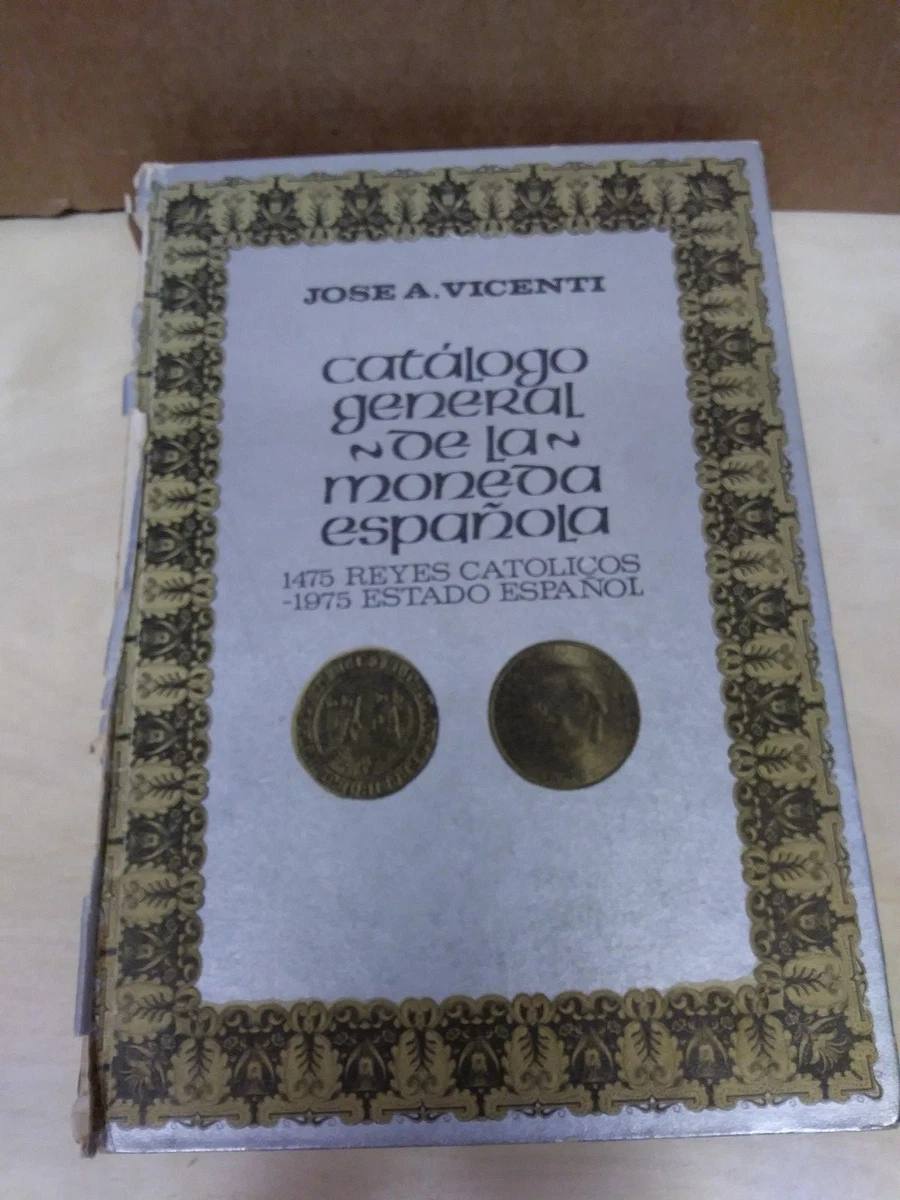 JOSE A. VICENTI
catálogo
general
~de la~
moneda
española
1475 REYES CATOLICOS
-1975 ESTADO ESPAÑOL